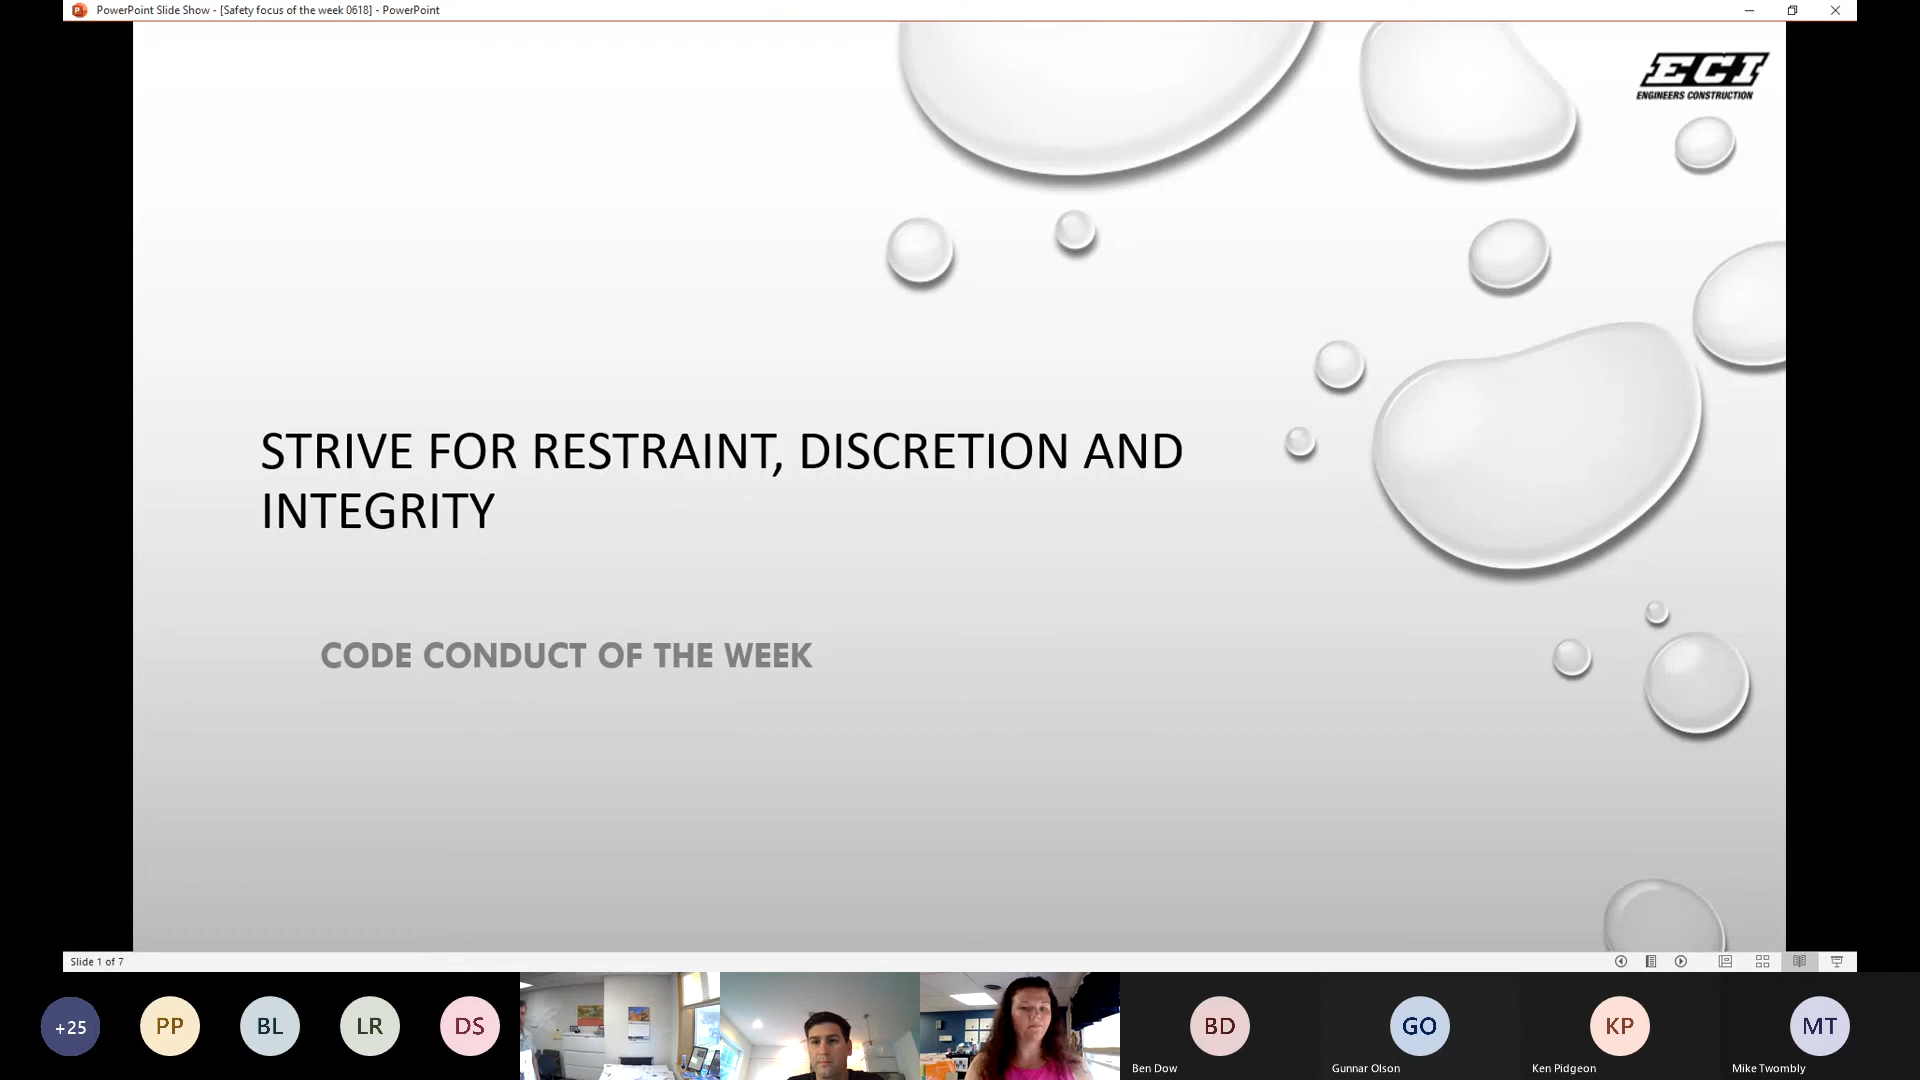 PowerPoint Slide Show - [Safety focus of the week 0618] - PowerPoint
ECI
ENGINEERS CONSTRUCTION
STRIVE FOR RESTRAINT, DISCRETION AND
INTEGRITY
CODE CONDUCT OF THE WEEK
Slide 1 of 7
+25
PP
BL
LR
DS
BD
GO
KP
MT
Ben Dow
Gunnar Olson
Ken Pidgeon
Mike Twombly